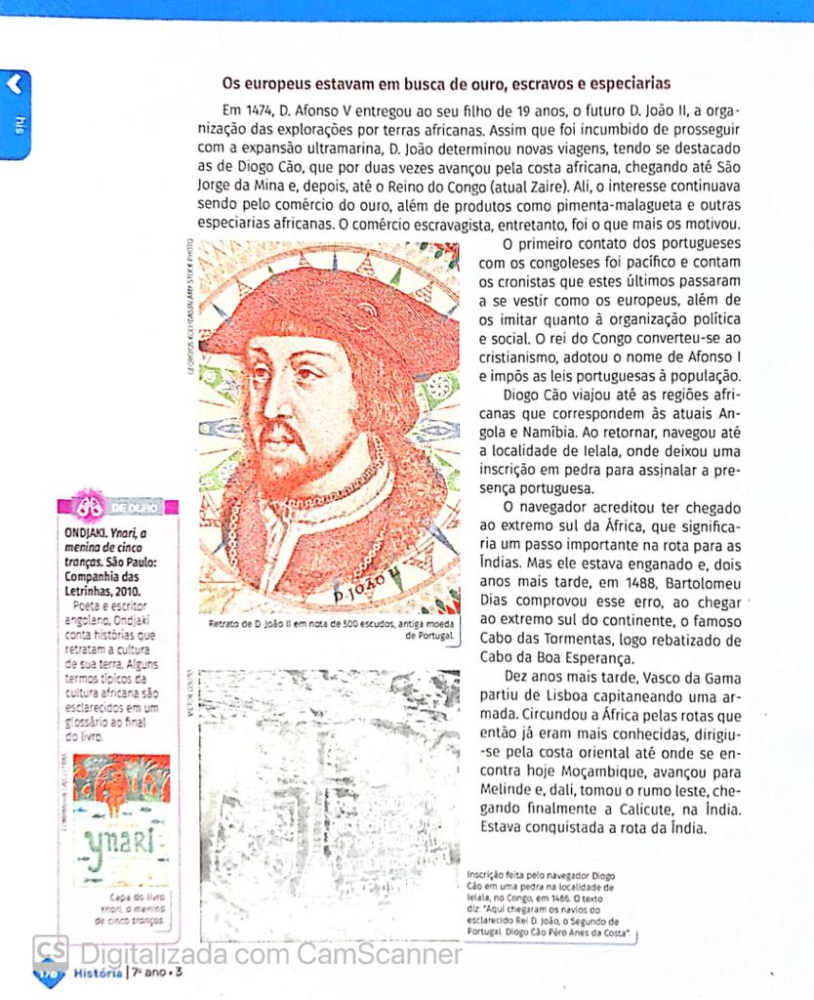 his
Os europeus estavam em busca de ouro, escravos e especiarias
Em 1474, D. Afonso V entregou ao seu filho de 19 anos, o futuro D. João II, a orga-
nização das explorações por terras africanas. Assim que foi incumbido de prosseguir
com a expansão ultramarina, D. João determinou novas viagens, tendo se destacado
as de Diogo Cão, que por duas vezes avançou pela costa africana, chegando até São
Jorge da Mina e, depois, até o Reino do Congo (atual Zaire). Ali, o interesse continuava
sendo pelo comércio do ouro, além de produtos como pimenta-malagueta e outras
especiarias africanas. O comércio escravagista, entretanto, foi o que mais os motivou.
O primeiro contato dos portugueses
com os congoleses foi pacífico e contam
os cronistas que estes últimos passaram
a se vestir como os europeus, além de
os imitar quanto à organização política
e social. O rei do Congo converteu-se ao
cristianismo, adotou o nome de Afonso I
e impôs as leis portuguesas à população.
Diogo Cão viajou até as regiões afri-
canas que correspondem às atuais An-
gola e Namíbia. Ao retornar, navegou até
a localidade de Ielala, onde deixou uma
inscrição em pedra para assinalar a pre-
sença portuguesa.
O navegador acreditou ter chegado
ao extremo sul da África, que significa-
ria um passo importante na rota para as
Índias. Mas ele estava enganado e, dois
anos mais tarde, em 1488, Bartolomeu
Dias comprovou esse erro, ao chegar
ao extremo sul do continente, o famoso
Cabo das Tormentas, logo rebatizado de
Cabo da Boa Esperança.
Dez anos mais tarde, Vasco da Gama
partiu de Lisboa capitaneando uma ar-
mada. Circundou a África pelas rotas que
então já eram mais conhecidas, dirigiu-
-se pela costa oriental até onde se en-
contra hoje Moçambique, avançou para
Melinde e, dali, tomou o rumo leste, che-
gando finalmente a Calicute, na Índia.
Estava conquistada a rota da Índia.
D. JOÃO II
Retrato de D. João II em nota de 500 escudos, antiga moeda
de Portugal.
DE OLHO
ONDJAKI. Ynari, a
menina de cinco
tranças. São Paulo:
Companhia das
Letrinhas, 2010.
Poeta e escritor
angolano, Ondjaki
conta histórias que
retratam a cultura
de sua terra. Alguns
termos típicos da
cultura africana são
esclarecidos em um
glossário ao final
do livro.
ynari
Capa do livro
Ynari, a menina
de cinco tranças.
Inscrição feita pelo navegador Diogo
Cão em uma pedra na localidade de
Ielala, no Congo, em 1486. O texto
diz: "Aqui chegaram os navios do
esclarecido Rei D. João, o Segundo de
Portugal. Diogo Cão Pêro Anes da Costa".
CS Digitalizada com CamScanner
História | 7º ano • 3